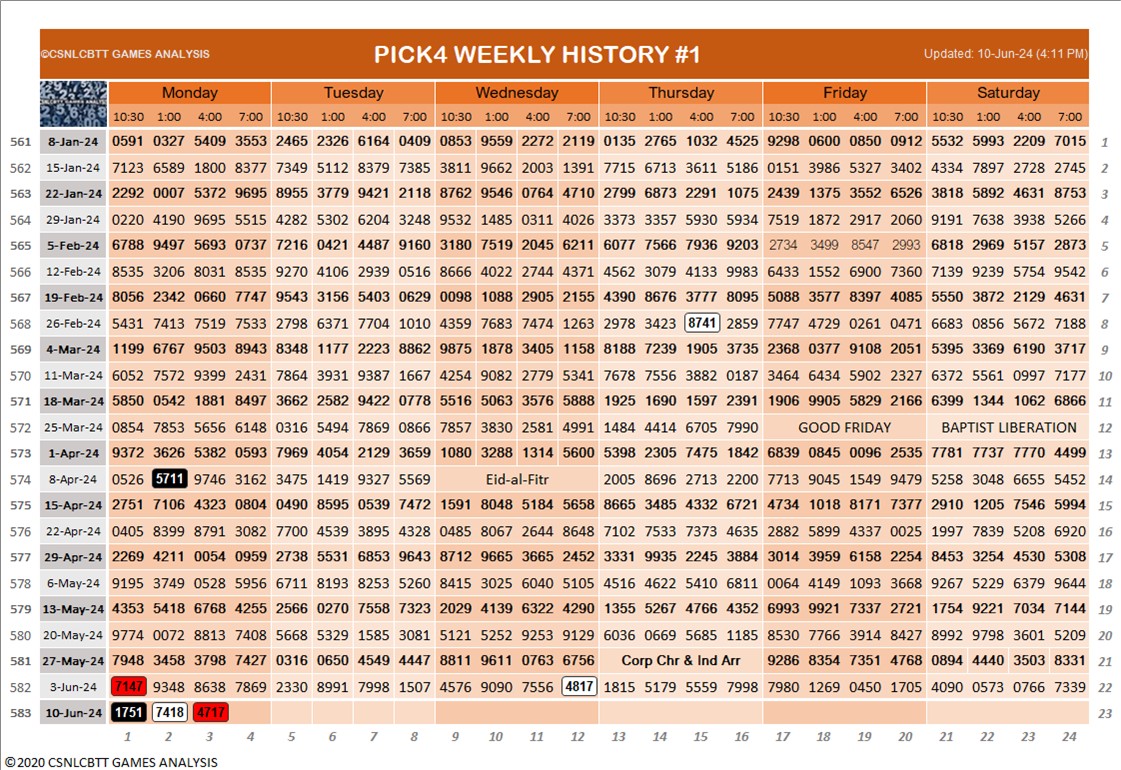 ©CSNLCBTT GAMES ANALYSIS PICK4 WEEKLY HISTORY #1 Updated: 10-Jun-24 (4:11 PM)
Monday Tuesday Wednesday Thursday Friday Saturday
10:30 1:00 4:00 7:00 10:30 1:00 4:00 7:00 10:30 1:00 4:00 7:00 10:30 1:00 4:00 7:00 10:30 1:00 4:00 7:00 10:30 1:00 4:00 7:00
561 8-Jan-24 0591 0327 5409 3553 2465 2326 6164 0409 0853 9559 2272 2119 0135 2765 1032 4525 9298 0600 0850 0912 5532 5993 2209 7015 1
562 15-Jan-24 7123 6589 1800 8377 7349 5112 8379 7385 3811 9662 2003 1391 7715 6713 3611 5186 0151 3986 5327 3402 4334 7897 2728 2745 2
563 22-Jan-24 2292 0007 5372 9695 8955 3779 9421 2118 8762 9546 0764 4710 2799 6873 2291 1075 2439 1375 3552 6526 3818 5892 4631 8753 3
564 29-Jan-24 0220 4190 9695 5515 4282 5302 6204 3248 9532 1485 0311 4026 3373 3357 5930 5934 7519 1872 2917 2060 9191 7638 3938 5266 4
565 5-Feb-24 6788 9497 5693 0737 7216 0421 4487 9160 3180 7519 2045 6211 6077 7566 7936 9203 2734 3499 8547 2993 6818 2969 5157 2873 5
566 12-Feb-24 8535 3206 8031 8535 9270 4106 2939 0516 8666 4022 2744 4371 4562 3079 4133 9983 6433 1552 6900 7360 7139 9239 5754 9542 6
567 19-Feb-24 8056 2342 0660 7747 9543 3156 5403 0629 0098 1088 2905 2155 4390 8676 3777 8095 5088 3577 8397 4085 5550 3872 2129 4631 7
568 26-Feb-24 5431 7413 7519 7533 2798 6371 7704 1010 4359 7683 7474 1263 2978 3423 8741 2859 7747 4729 0261 0471 6683 0856 5672 7188 8
569 4-Mar-24 1199 6767 9503 8943 8348 1177 2223 8862 9875 1878 3405 1158 8188 7239 1905 3735 2368 0377 9108 2051 5395 3369 6190 3717 9
570 11-Mar-24 6052 7572 9399 2431 7864 3931 9387 1667 4254 9082 2779 5341 7678 7556 3882 0187 3464 6434 5902 2327 6372 5561 0997 7177 10
571 18-Mar-24 5850 0542 1881 8497 3662 2582 9422 0778 5516 5063 3576 5888 1925 1690 1597 2391 1906 9905 5829 2166 6399 1344 1062 6866 11
572 25-Mar-24 0854 7853 5656 6148 0316 5494 7869 0866 7857 3830 2581 4991 1484 4414 6705 7990 GOOD FRIDAY BAPTIST LIBERATION 12
573 1-Apr-24 9372 3626 5382 0593 7969 4054 2129 3659 1080 3288 1314 5600 5398 2305 7475 1842 6839 0845 0096 2535 7781 7737 7770 4499 13
574 8-Apr-24 0526 5711 9746 3162 3475 1419 9327 5569 Eid-al-Fitr 2005 8696 2713 2200 7713 9045 1549 9479 5258 3048 6655 5452 14
575 15-Apr-24 2751 7106 4323 0804 0490 8595 0539 7472 1591 8048 5184 5658 8665 3485 4332 6721 4734 1018 8171 7377 2910 1205 7546 5994 15
576 22-Apr-24 0405 8399 8791 3082 7700 4539 3895 4328 0485 8067 2644 8648 7102 7533 7373 4635 2882 5899 4337 0025 1997 7839 5208 6920 16
577 29-Apr-24 2269 4211 0054 0959 2738 5531 6853 9643 8712 9665 3665 2452 3331 9935 2245 3884 3014 3959 6158 2254 8453 3254 4530 5308 17
578 6-May-24 9195 3749 0528 5956 6711 8193 8253 5260 8415 3025 6040 5105 4516 4622 5410 6811 0064 4149 1093 3668 9267 5229 6379 9644 18
579 13-May-24 4353 5418 6768 4255 2566 0270 7558 7323 2029 4139 6322 4290 1355 5267 4766 4352 6993 9921 7337 2721 1754 9221 7034 7144 19
580 20-May-24 9774 0072 8813 7408 5668 5329 1585 3081 5121 5252 9253 9129 6036 0669 5685 1185 8530 7766 3914 8427 8992 9798 3601 5209 20
581 27-May-24 7948 3458 3798 7427 0316 0650 4549 4447 8811 9611 0763 6756 Corp Chr & Ind Arr 9286 8354 7351 4768 0894 4440 3503 8331 21
582 3-Jun-24 7147 9348 8638 7869 2330 8991 7998 1507 4576 9090 7556 4817 1815 5179 5559 7998 7980 1269 0450 1705 4090 0573 0766 7339 22
583 10-Jun-24 1751 7418 4717 23
1 2 3 4 5 6 7 8 9 10 11 12 13 14 15 16 17 18 19 20 21 22 23 24
©2020 CSNLCBTT GAMES ANALYSIS